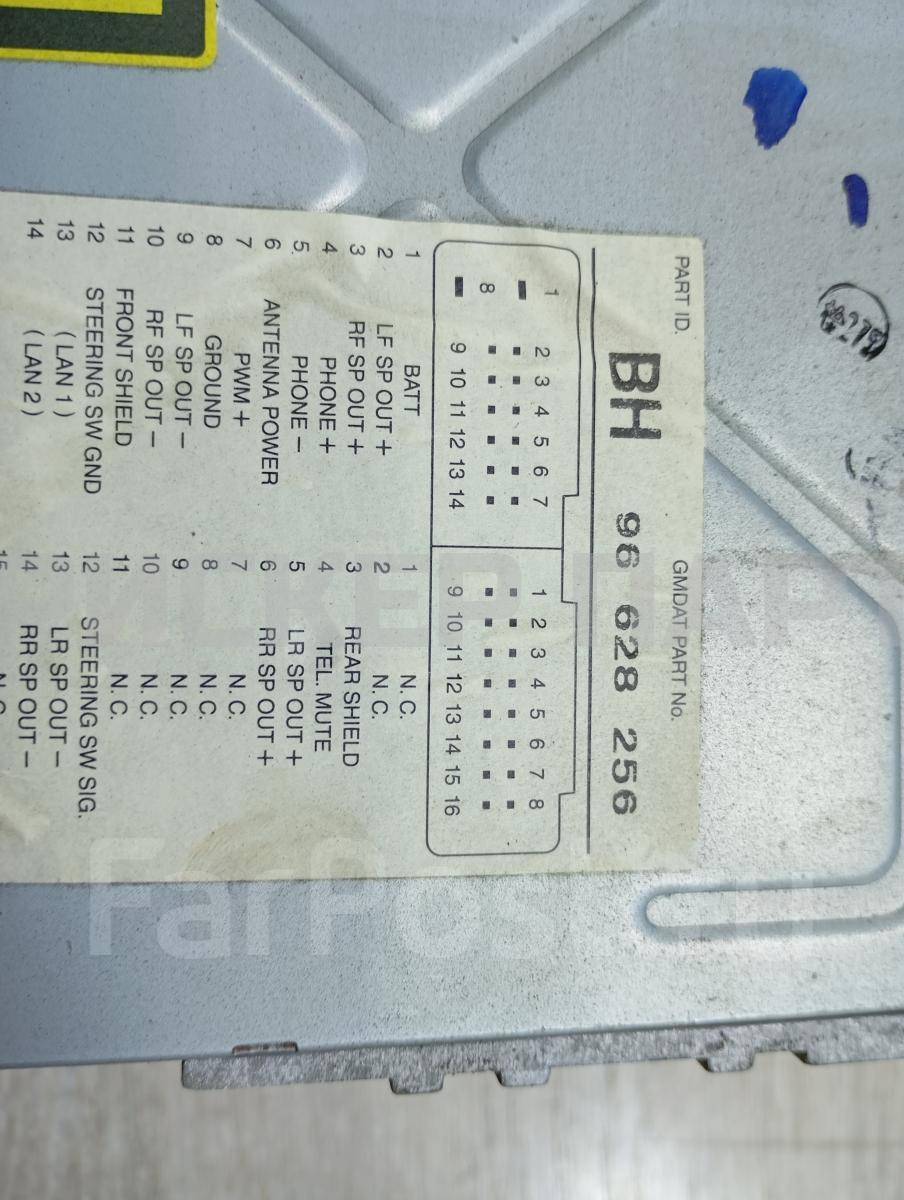 PART ID. GMDAT PART No.
BH 96 628 256
1 2 3 4 5 6 7 1 2 3 4 5 6 7 8
8 9 10 11 12 13 14 9 10 11 12 13 14 15 16
1 BATT 1 N.C.
2 LF SP OUT + 2 N.C.
3 RF SP OUT + 3 REAR SHIELD
4 PHONE + 4 TEL. MUTE
5. PHONE − 5 LR SP OUT +
6 ANTENNA POWER 6 RR SP OUT +
7 PWM + 7 N.C.
8 GROUND 8 N.C.
9 LF SP OUT − 9 N.C.
10 RF SP OUT − 10 N.C.
11 FRONT SHIELD 11 N.C.
12 STEERING SW GND 12 STEERING SW SIG.
13 ( LAN 1 ) 13 LR SP OUT −
14 ( LAN 2 ) 14 RR SP OUT −
15 N.C.
FarPost.ru